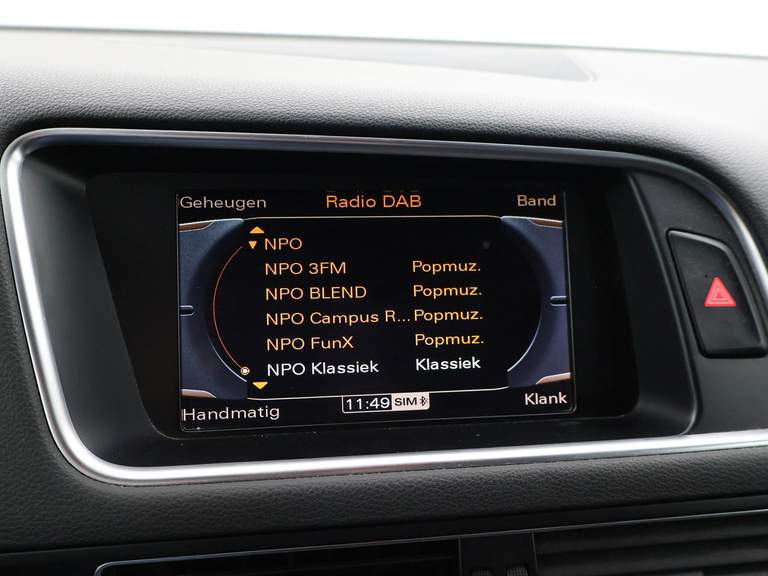 Geheugen Radio DAB Band
NPO
NPO 3FM Popmuz.
NPO BLEND Popmuz.
NPO Campus R... Popmuz.
NPO FunX Popmuz.
NPO Klassiek Klassiek
Handmatig 11:49 SIM Klank